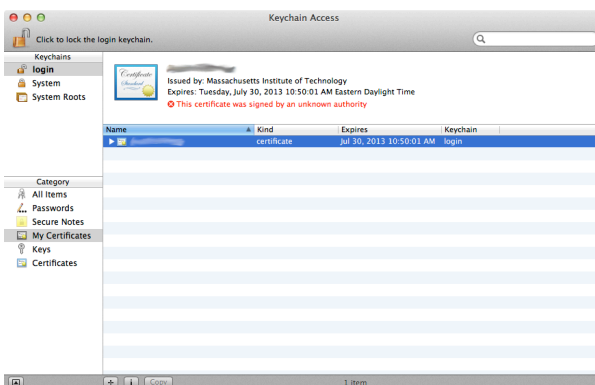 Keychain Access
Click to lock the login keychain.
Keychains
login
System
System Roots
Certificate
Standard
Issued by: Massachusetts Institute of Technology
Expires: Tuesday, July 30, 2013 10:50:01 AM Eastern Daylight Time
This certificate was signed by an unknown authority
Name Kind Expires Keychain
certificate Jul 30, 2013 10:50:01 AM login
Category
All Items
Passwords
Secure Notes
My Certificates
Keys
Certificates
+ i Copy 1 item